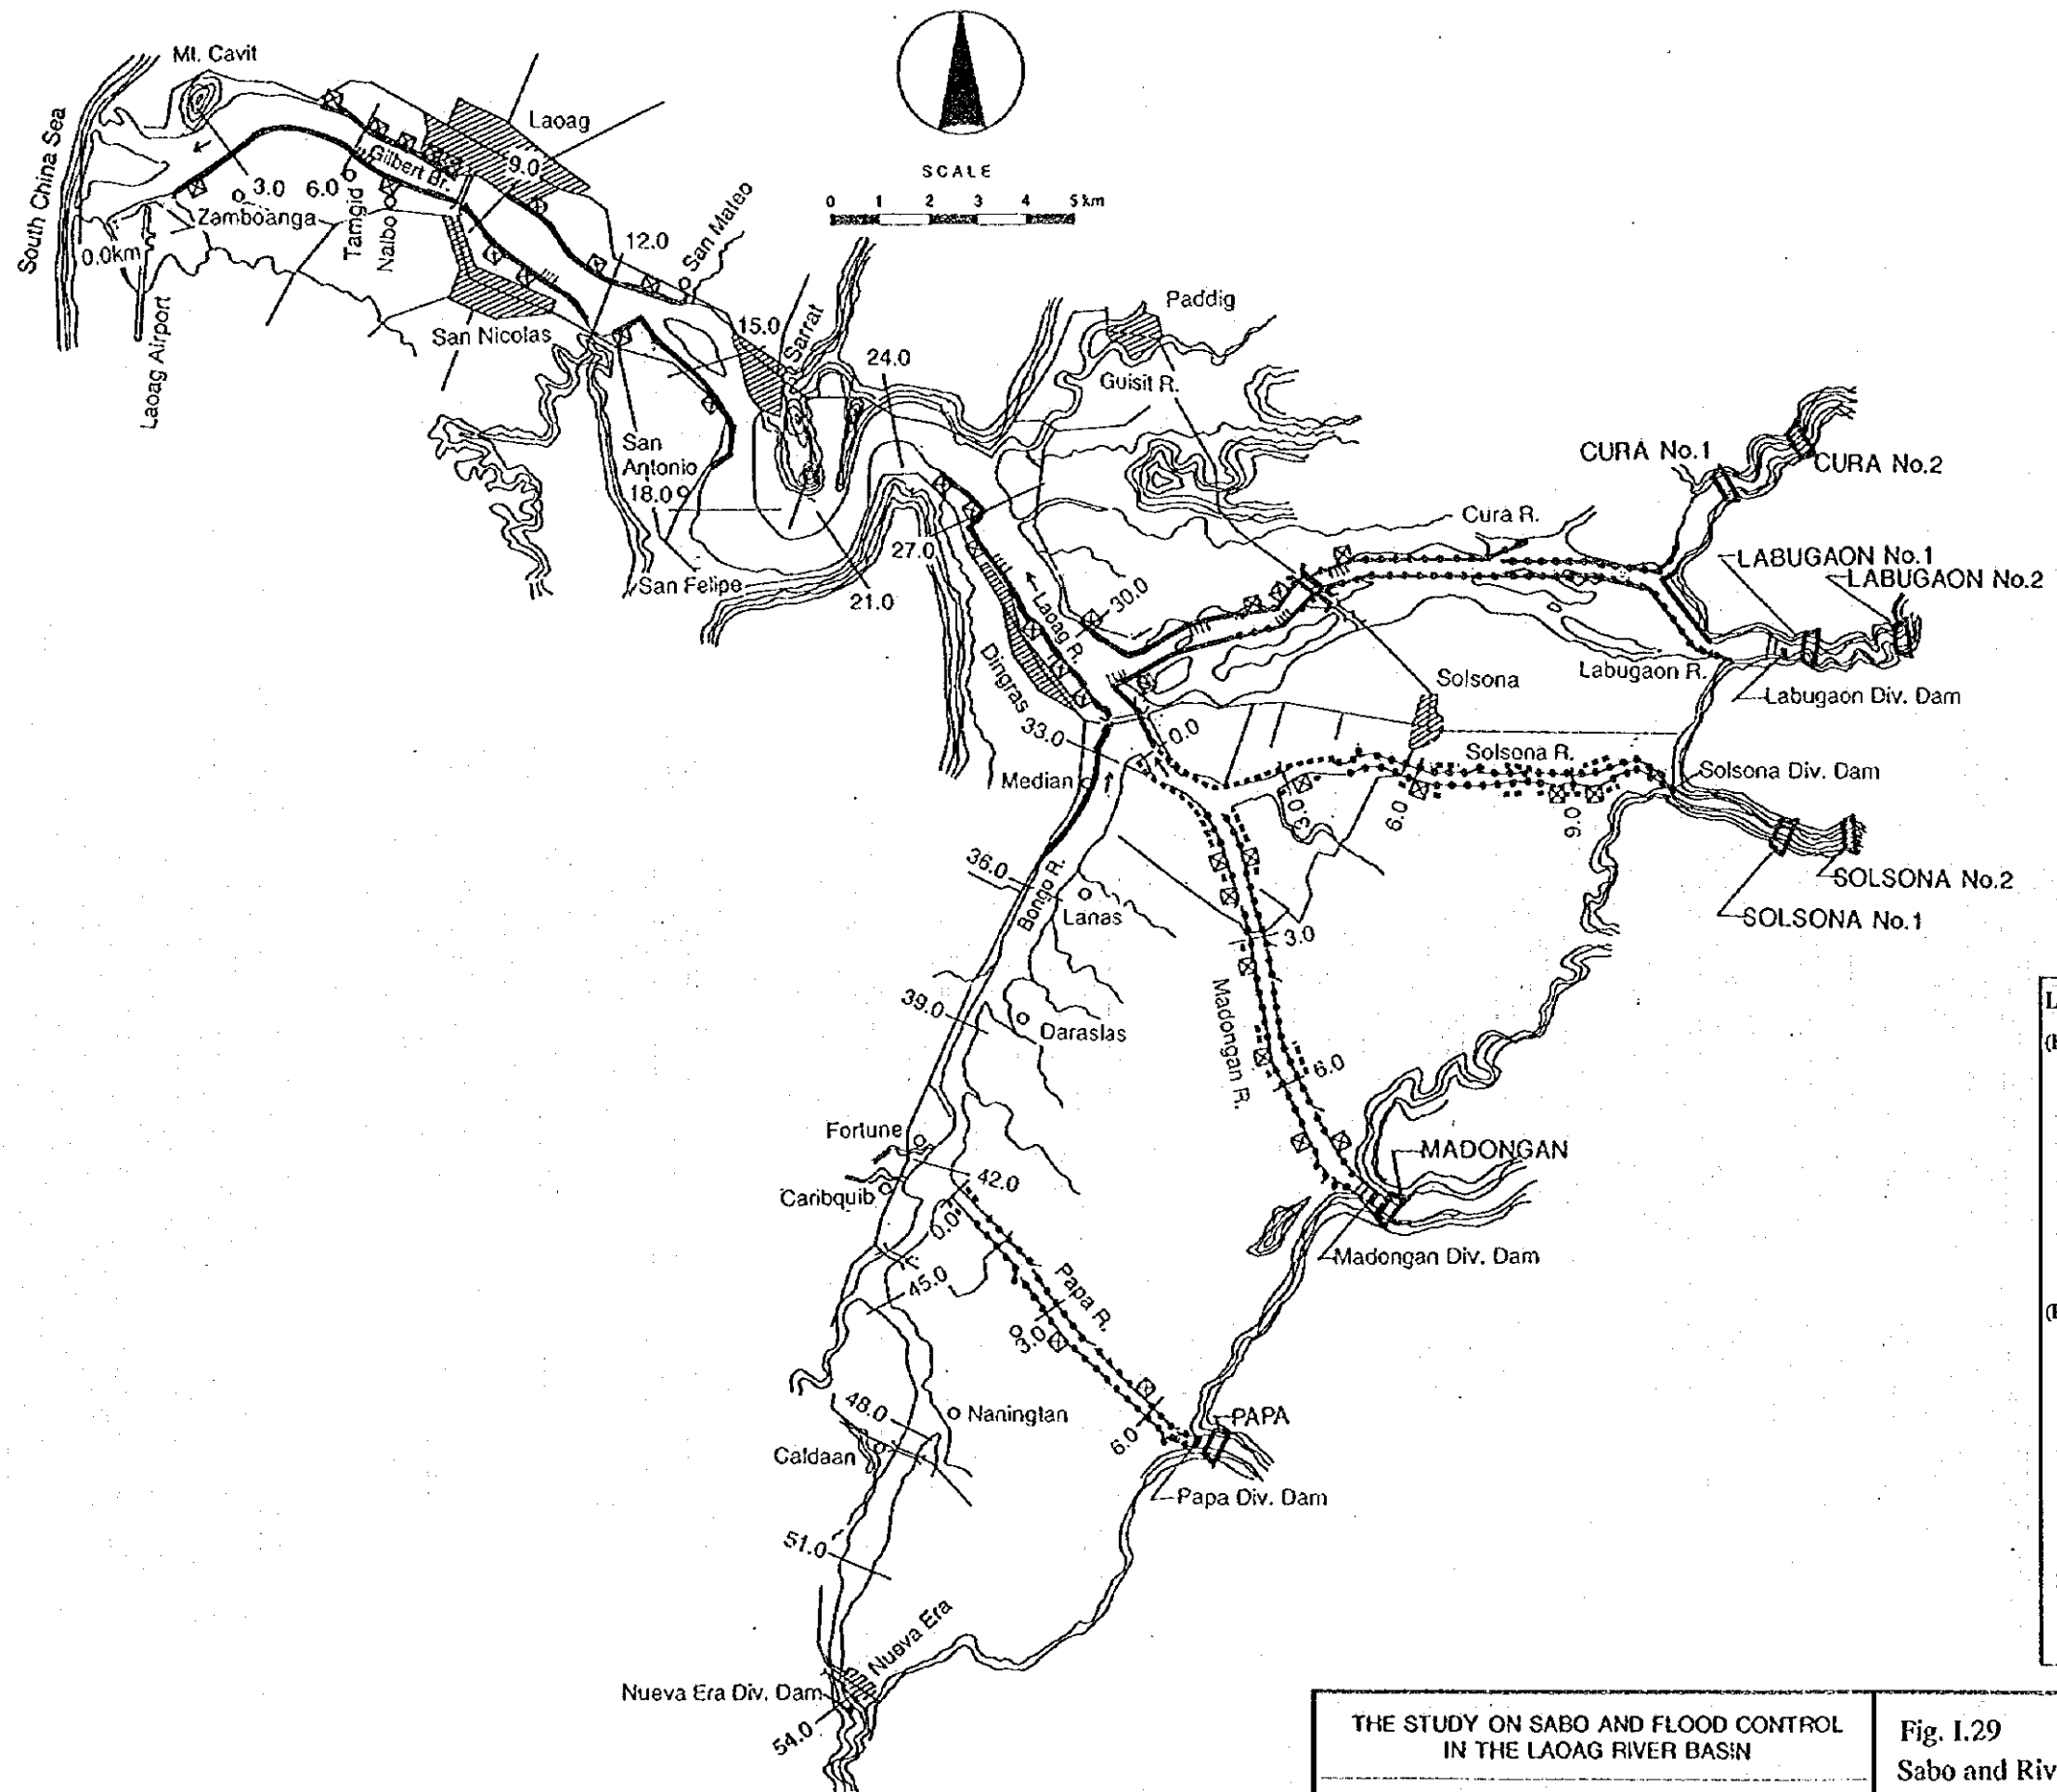 Mt. Cavit
South China Sea
Laoag
Gilbert Br.
9.0
3.0
6.0
Zamboanga
Tamgid
Nalbo
0.0km
Laoag Airport
San Nicolas
12.0
San Mateo
15.0
Sarrat
SCALE
0 1 2 3 4 5 km
San
Antonio
18.0
San Felipe
21.0
24.0
27.0
Paddig
Guisit R.
Laoag R.
30.0
Dingras
33.0
CURA No.1
CURA No.2
Cura R.
LABUGAON No.1
LABUGAON No.2
Labugaon R.
Labugaon Div. Dam
Solsona
Solsona R.
Solsona Div. Dam
0.0
3.0
6.0
9.0
SOLSONA No.2
SOLSONA No.1
Median
36.0
Bongo R.
Lanas
3.0
39.0
Daraslas
Madongan R.
6.0
Fortune
42.0
Caribquib
0.0
MADONGAN
Madongan Div. Dam
45.0
Papa R.
3.0
48.0
Naningtan
Caldaan
6.0
PAPA
Papa Div. Dam
51.0
Nueva Era
Nueva Era Div. Dam
54.0
THE STUDY ON SABO AND FLOOD CONTROL
IN THE LAOAG RIVER BASIN
Fig. I.29
Sabo and Riv